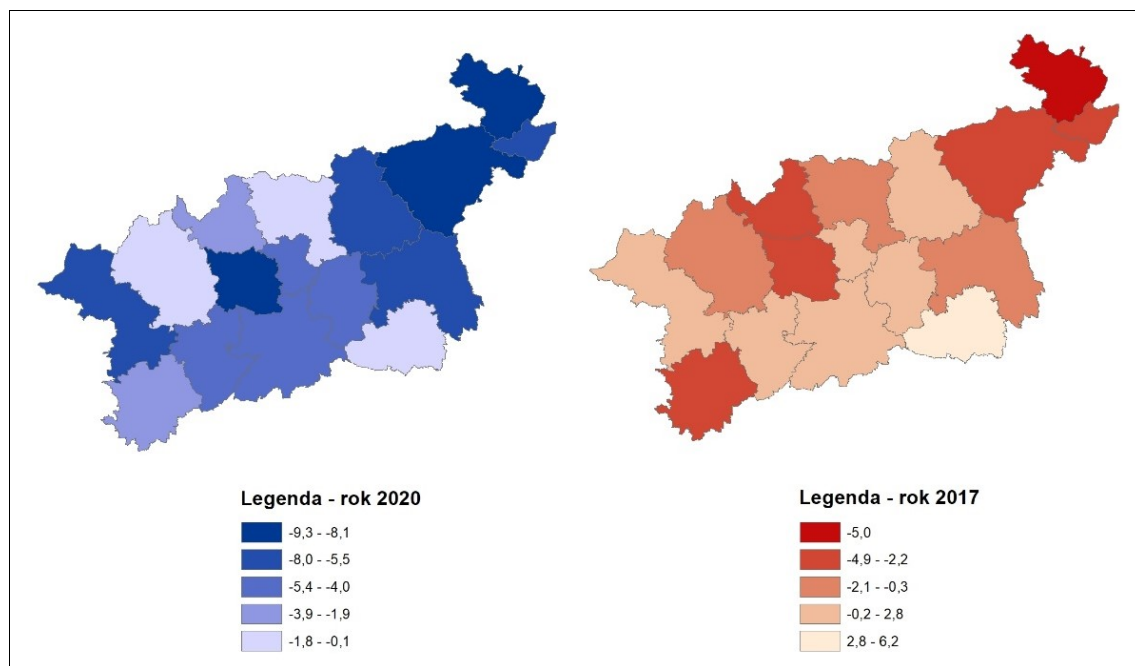 Legenda - rok 2020
-9,3 - -8,1
-8,0 - -5,5
-5,4 - -4,0
-3,9 - -1,9
-1,8 - -0,1
Legenda - rok 2017
-5,0
-4,9 - -2,2
-2,1 - -0,3
-0,2 - 2,8
2,8 - 6,2